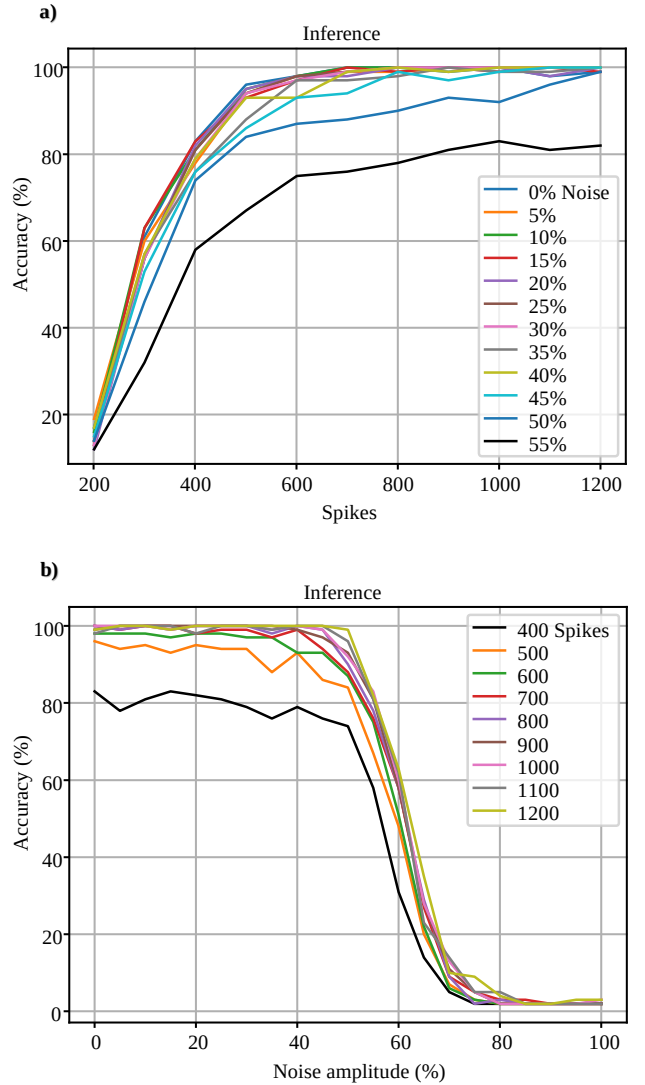 a)
Inference
100
80
60
40
20
Accuracy (%)
0% Noise
5%
10%
15%
20%
25%
30%
35%
40%
45%
50%
55%
200 400 600 800 1000 1200
Spikes
b)
Inference
100
80
60
40
20
0
Accuracy (%)
400 Spikes
500
600
700
800
900
1000
1100
1200
0 20 40 60 80 100
Noise amplitude (%)